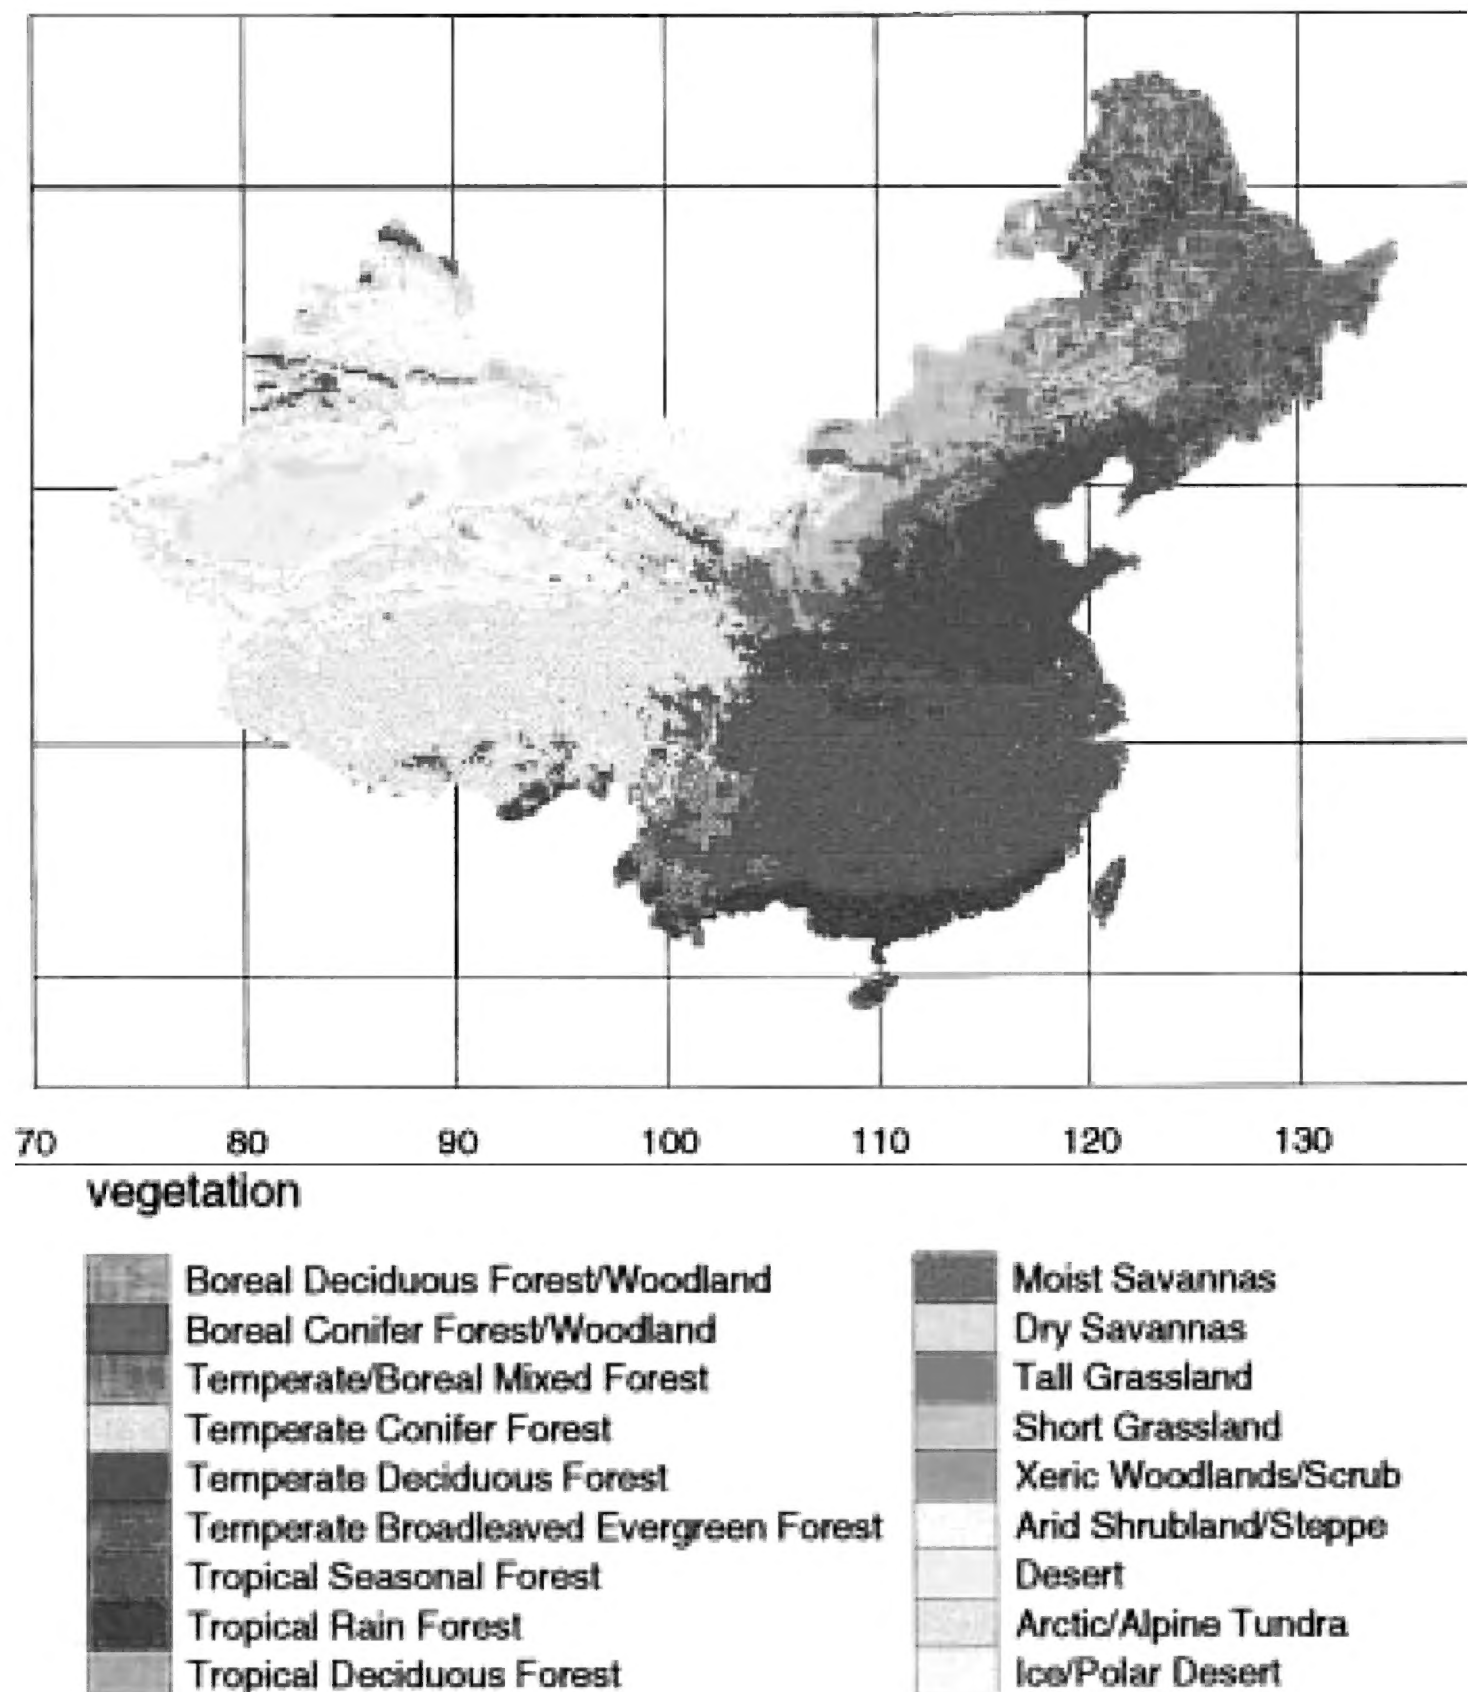 70 80 90 100 110 120 130
vegetation
Boreal Deciduous Forest/Woodland
Boreal Conifer Forest/Woodland
Temperate/Boreal Mixed Forest
Temperate Conifer Forest
Temperate Deciduous Forest
Temperate Broadleaved Evergreen Forest
Tropical Seasonal Forest
Tropical Rain Forest
Tropical Deciduous Forest
Moist Savannas
Dry Savannas
Tall Grassland
Short Grassland
Xeric Woodlands/Scrub
Arid Shrubland/Steppe
Desert
Arctic/Alpine Tundra
Ice/Polar Desert